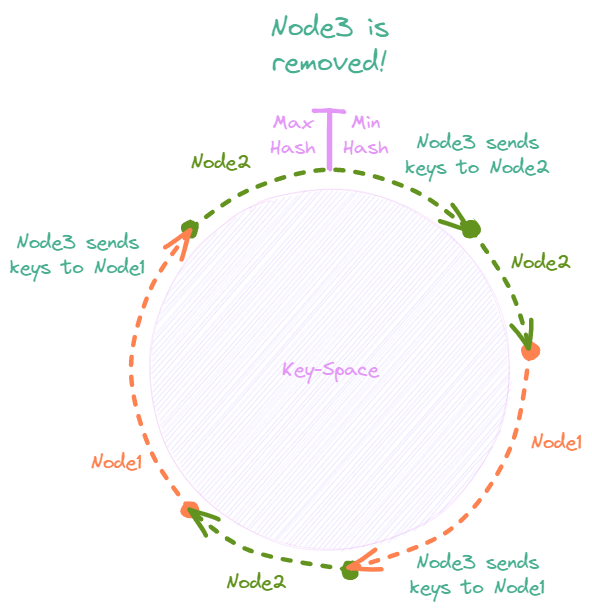 Node3 is
removed!
Max
Hash
Min
Hash
Node3 sends
keys to Node2
Node2
Node3 sends
keys to Node1
Node2
Key-Space
Node1
Node1
Node3 sends
keys to Node1
Node2